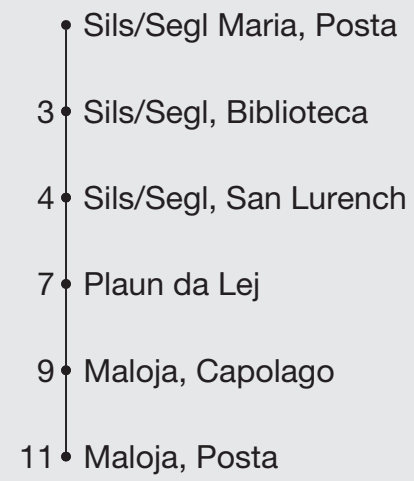 Sils/Segl Maria, Posta
3 Sils/Segl, Biblioteca
4 Sils/Segl, San Lurench
7 Plaun da Lej
9 Maloja, Capolago
11 Maloja, Posta